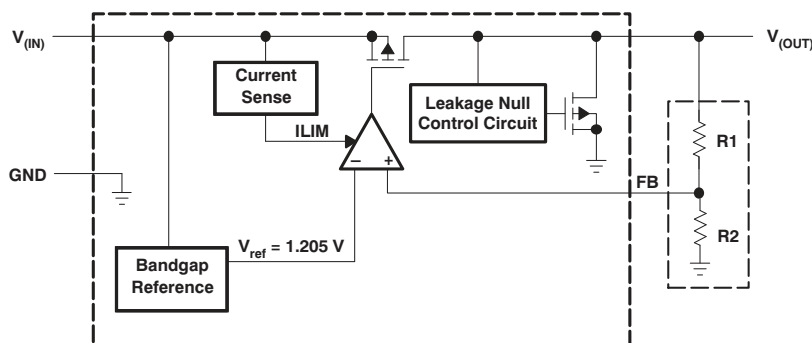 V(IN)
V(OUT)
Current
Sense
Leakage Null
Control Circuit
ILIM
R1
GND
– +
FB
R2
Vref = 1.205 V
Bandgap
Reference